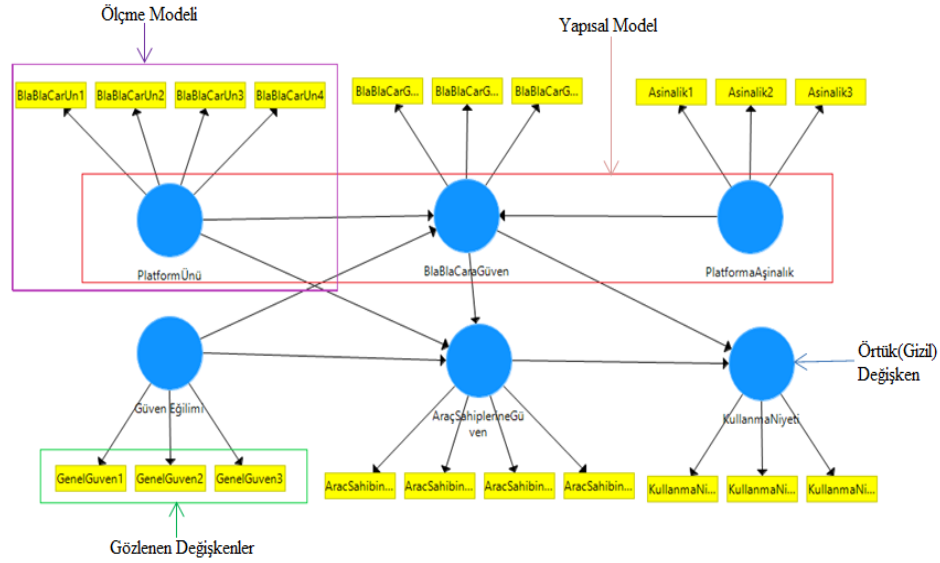 Ölçme Modeli
Yapısal Model
BlaBlaCarUn1 BlaBlaCarUn2 BlaBlaCarUn3 BlaBlaCarUn4
BlaBlaCarG... BlaBlaCarG... BlaBlaCarG...
Asinalik1 Asinalik2 Asinalik3
PlatformÜnü
BlaBlaCaraGüven
PlatformaAşinalık
Güven Eğilimi
AraçSahiplerineGü
ven
KullanmaNiyeti
Örtük(Gizil)
Değişken
GenelGuven1 GenelGuven2 GenelGuven3
AracSahibin... AracSahibin... AracSahibin... AracSahibin...
KullanmaNi... KullanmaNi... KullanmaNi...
Gözlenen Değişkenler